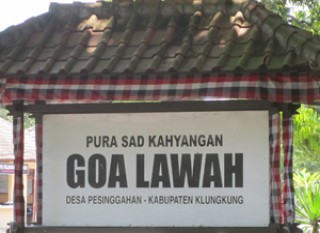 PURA SAD KAHYANGAN
GOA LAWAH
DESA PESINGGAHAN - KABUPATEN KLUNGKUNG